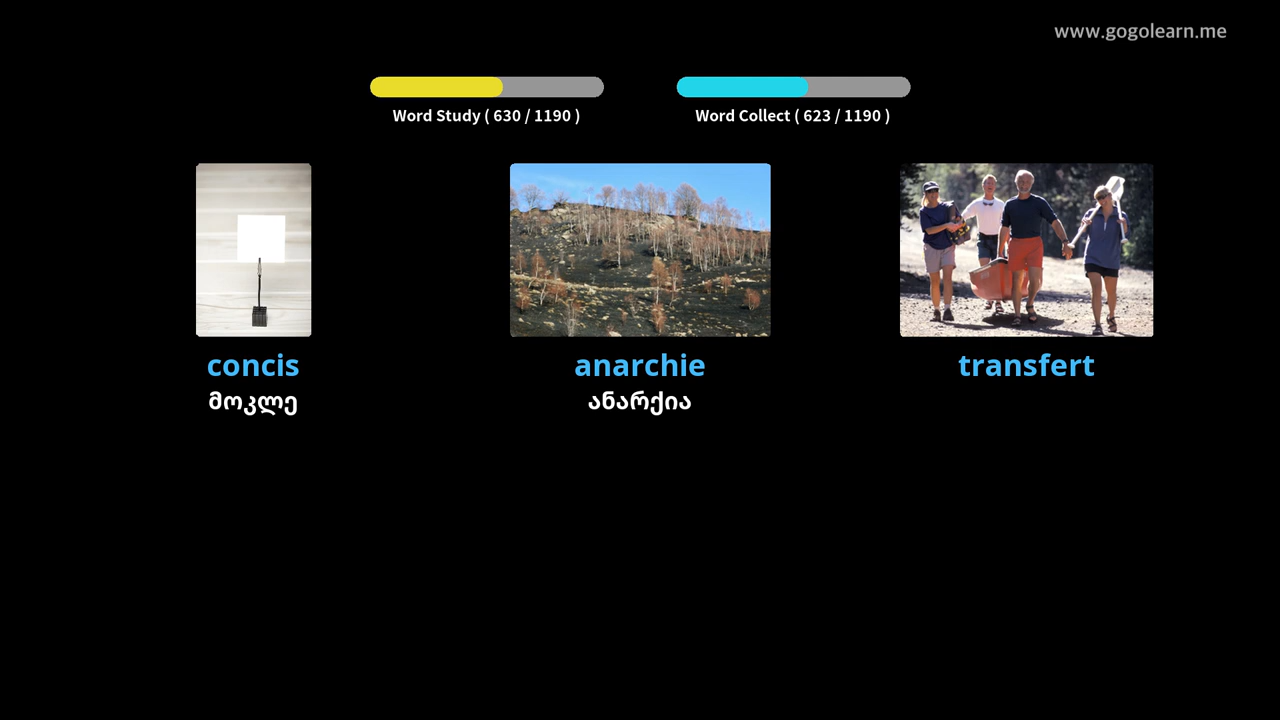 www.gogolearn.me
Word Study ( 630 / 1190 )
Word Collect ( 623 / 1190 )
concis
მოკლე
anarchie
ანარქია
transfert